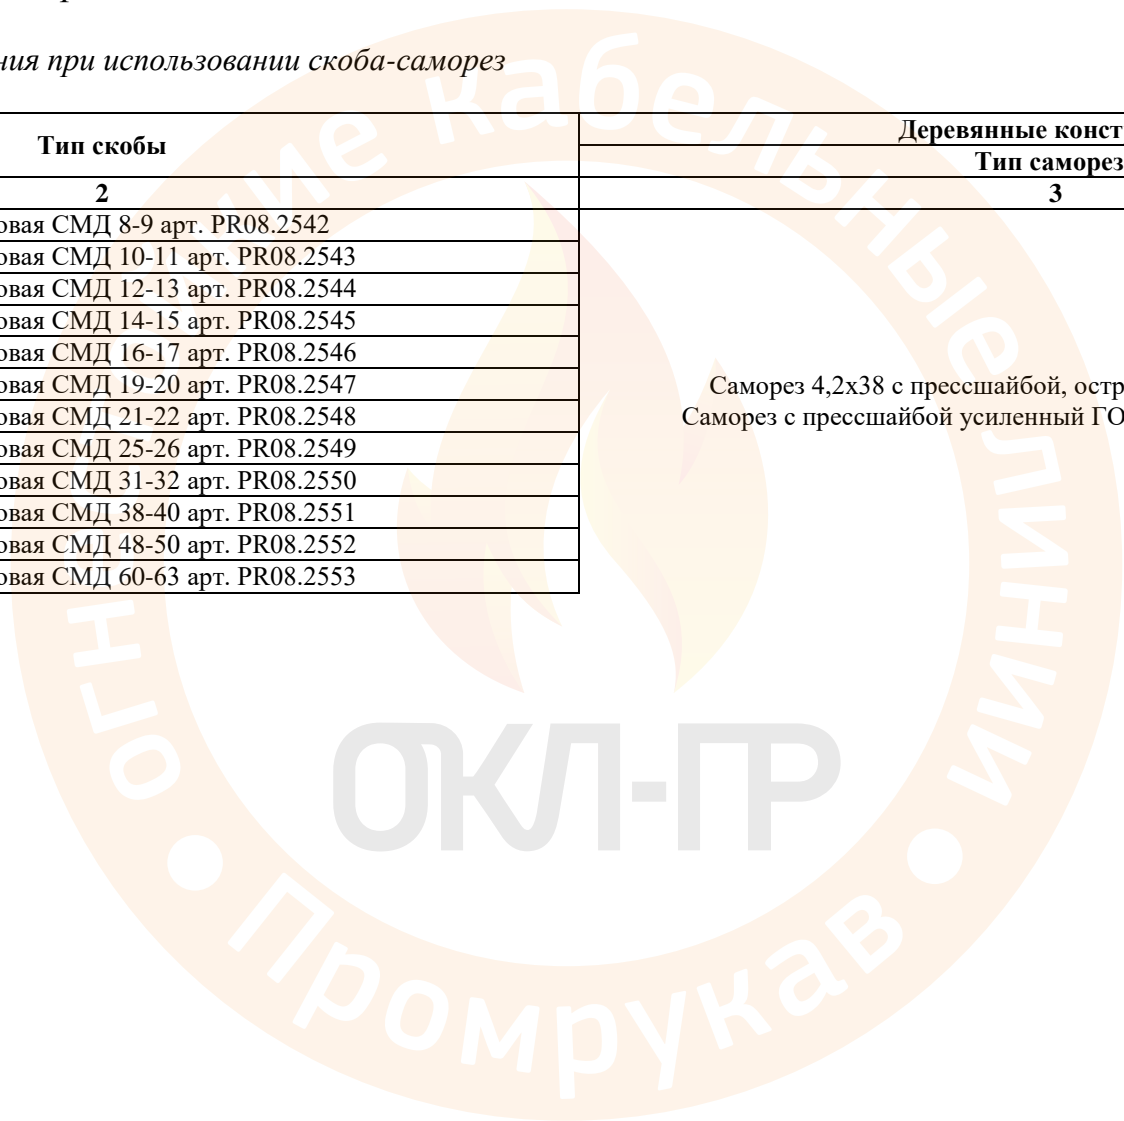 ния при использовании скоба-саморез
Тип скобы
Деревянные конст
Тип саморез
2
3
овая СМД 8-9 арт. PR08.2542
овая СМД 10-11 арт. PR08.2543
овая СМД 12-13 арт. PR08.2544
овая СМД 14-15 арт. PR08.2545
овая СМД 16-17 арт. PR08.2546
овая СМД 19-20 арт. PR08.2547
овая СМД 21-22 арт. PR08.2548
овая СМД 25-26 арт. PR08.2549
овая СМД 31-32 арт. PR08.2550
овая СМД 38-40 арт. PR08.2551
овая СМД 48-50 арт. PR08.2552
овая СМД 60-63 арт. PR08.2553
Саморез 4,2х38 с прессшайбой, остр
Саморез с прессшайбой усиленный ГО
кабельные линии
ОКЛ-ПР
Промрукав